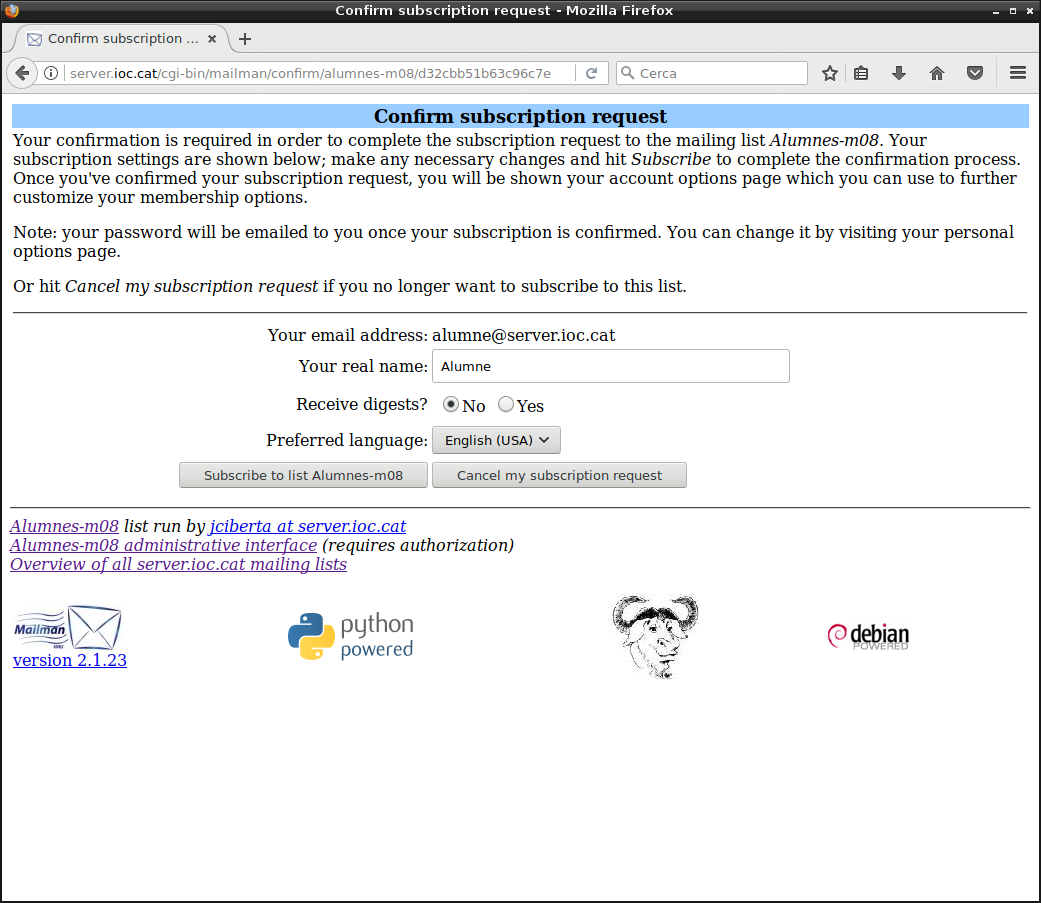 Confirm subscription request - Mozilla Firefox
Confirm subscription ...
server.ioc.cat/cgi-bin/mailman/confirm/alumnes-m08/d32cbb51b63c96c7e
Cerca
Confirm subscription request
Your confirmation is required in order to complete the subscription request to the mailing list Alumnes-m08. Your
subscription settings are shown below; make any necessary changes and hit Subscribe to complete the confirmation process.
Once you've confirmed your subscription request, you will be shown your account options page which you can use to further
customize your membership options.
Note: your password will be emailed to you once your subscription is confirmed. You can change it by visiting your personal
options page.
Or hit Cancel my subscription request if you no longer want to subscribe to this list.
Your email address: alumne@server.ioc.cat
Your real name: Alumne
Receive digests? No Yes
Preferred language: English (USA)
Subscribe to list Alumnes-m08 Cancel my subscription request
Alumnes-m08 list run by jciberta at server.ioc.cat
Alumnes-m08 administrative interface (requires authorization)
Overview of all server.ioc.cat mailing lists
Mailman
version 2.1.23
python
powered
debian
POWERED